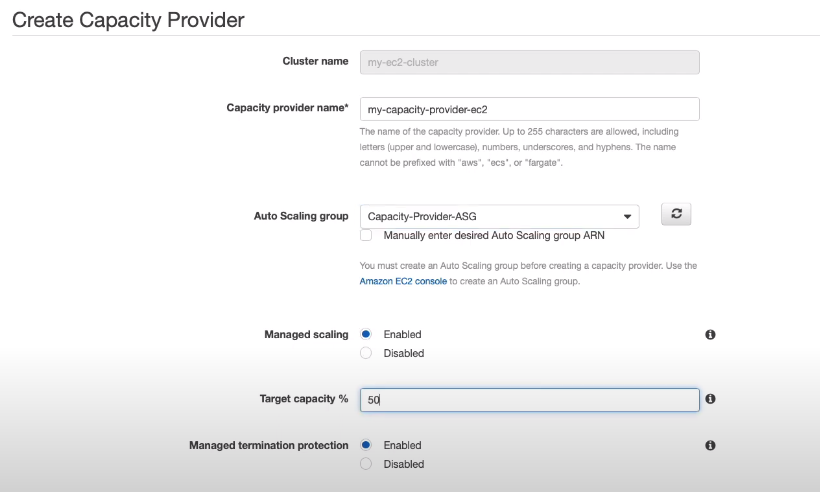 Create Capacity Provider
Cluster name
my-ec2-cluster
Capacity provider name*
my-capacity-provider-ec2
The name of the capacity provider. Up to 255 characters are allowed, including
letters (upper and lowercase), numbers, underscores, and hyphens. The name
cannot be prefixed with "aws", "ecs", or "fargate".
Auto Scaling group
Capacity-Provider-ASG
Manually enter desired Auto Scaling group ARN
You must create an Auto Scaling group before creating a capacity provider. Use the
Amazon EC2 console to create an Auto Scaling group.
Managed scaling
Enabled
Disabled
Target capacity %
50
Managed termination protection
Enabled
Disabled